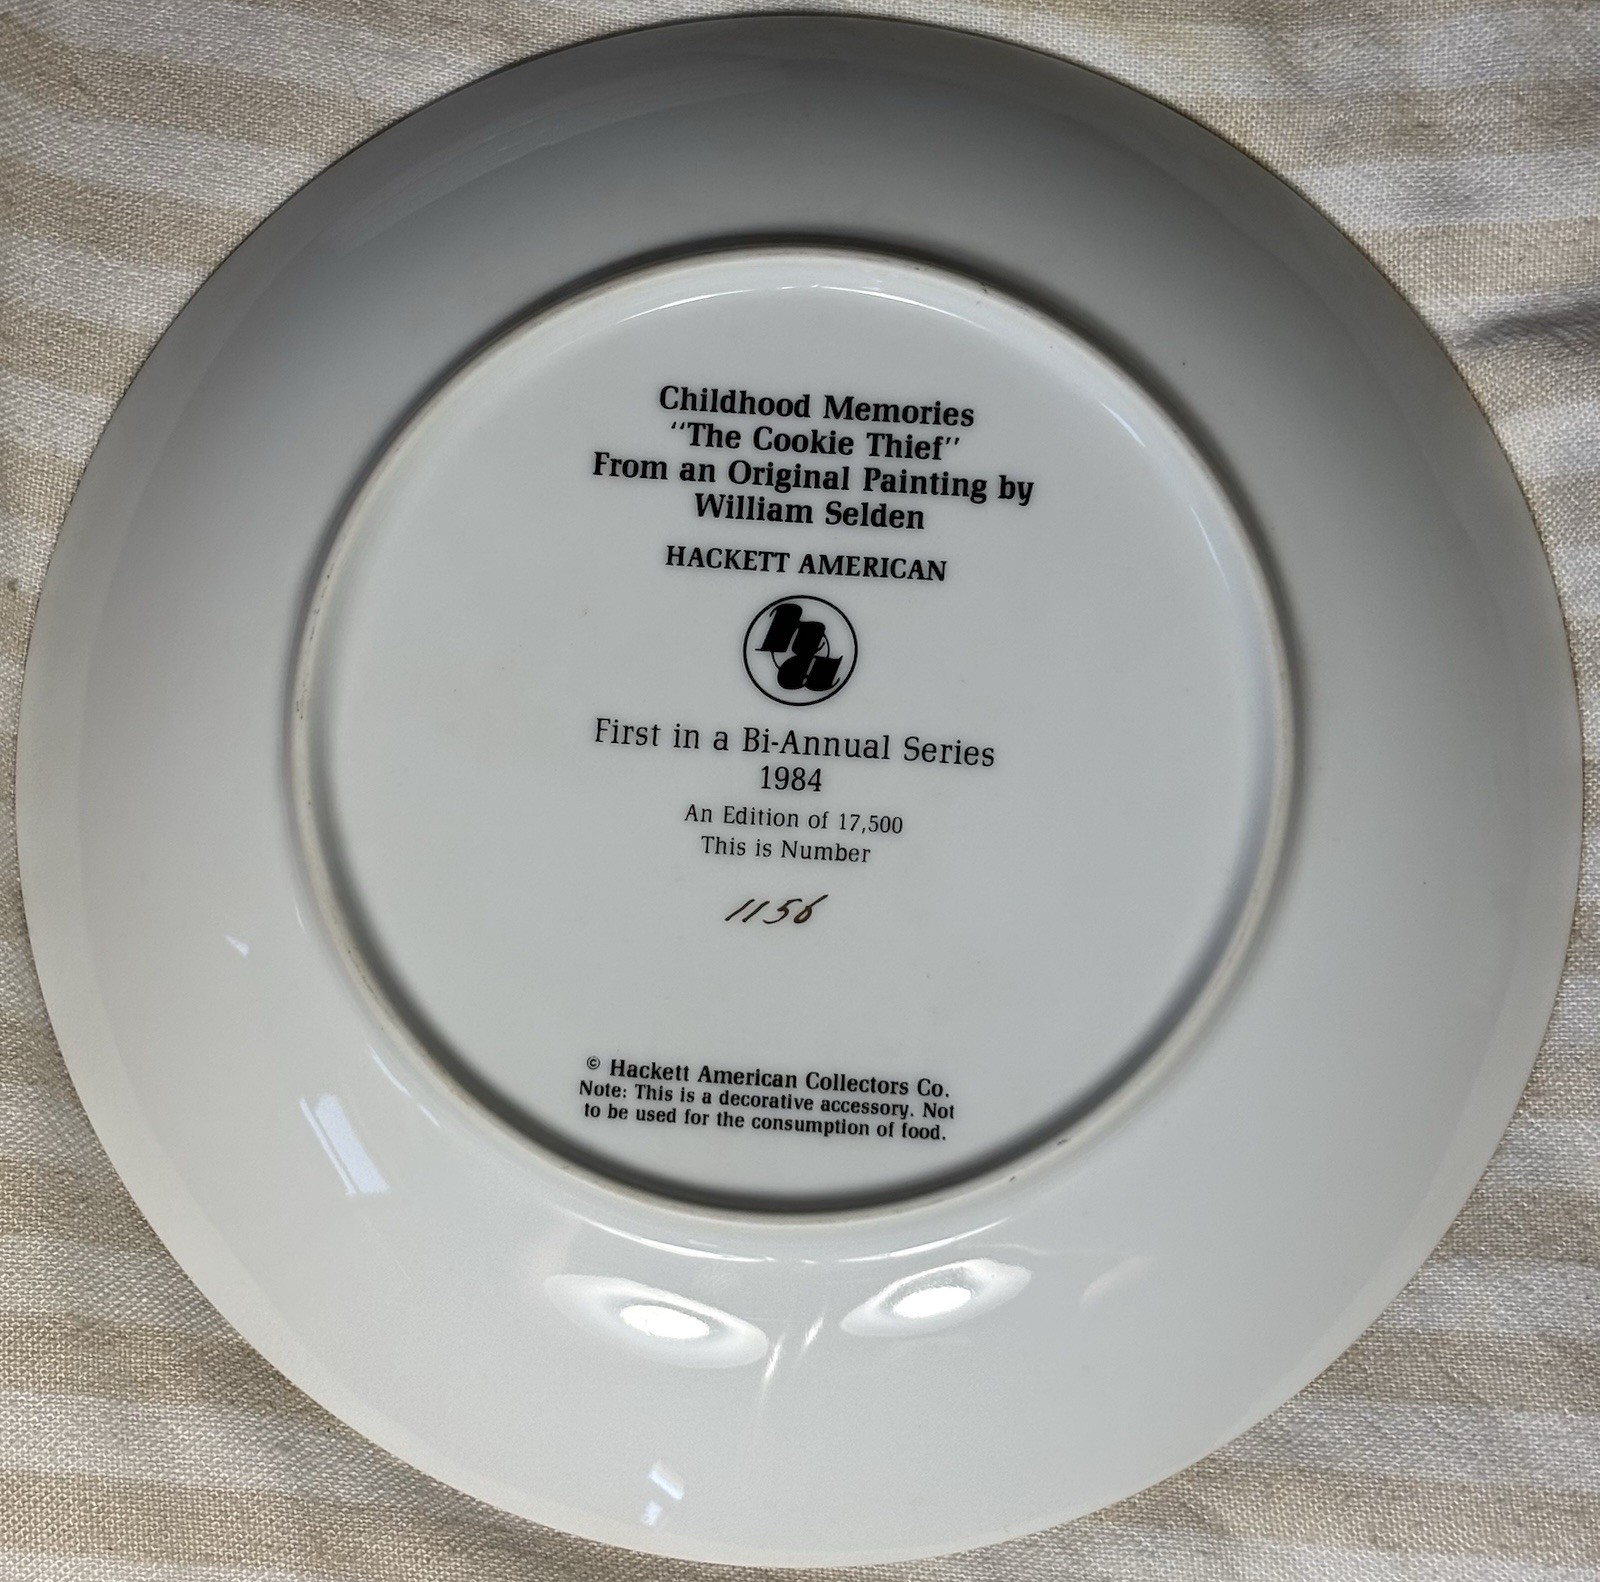 Childhood Memories
“The Cookie Thief”
From an Original Painting by
William Selden
HACKETT AMERICAN
ha
First in a Bi-Annual Series
1984
An Edition of 17,500
This is Number
1156
© Hackett American Collectors Co.
Note: This is a decorative accessory. Not
to be used for the consumption of food.